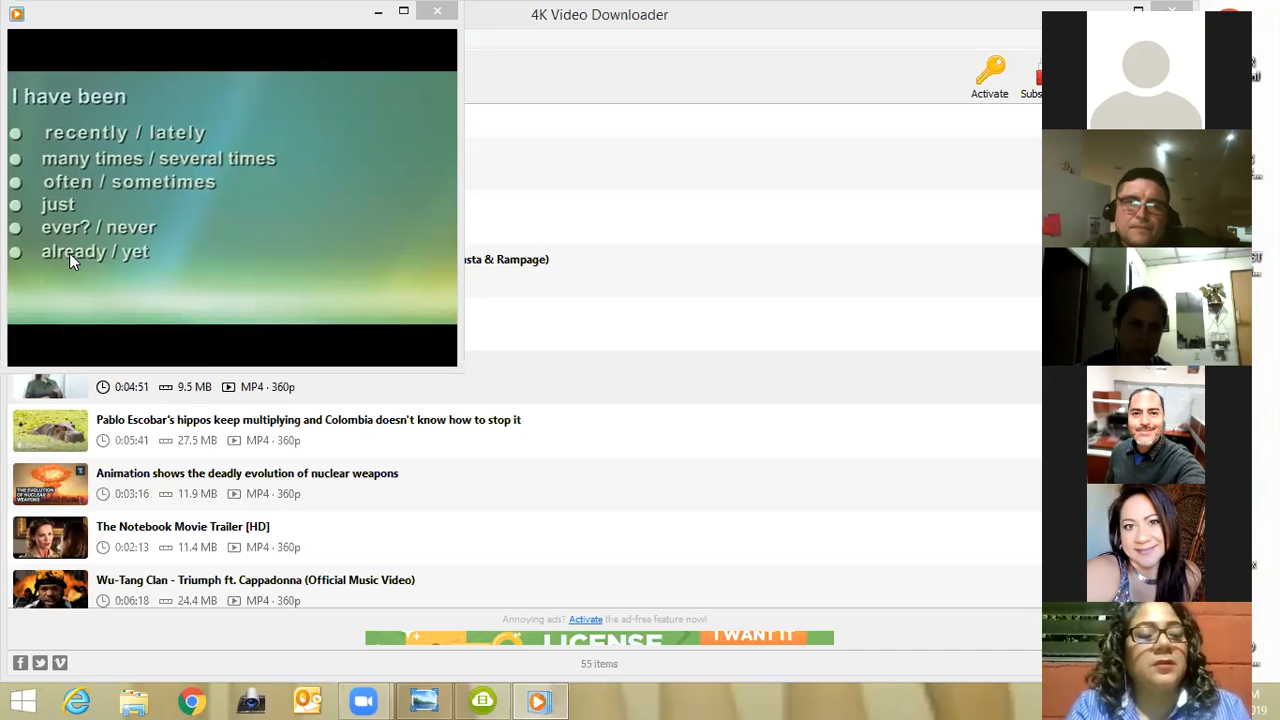 4K Video Downloader
Activate
I have been
recently / lately
many times / several times
often / sometimes
just
ever? / never
already / yet
& Rampage)
0:04:51 9.5 MB MP4 · 360p
Pablo Escobar's hippos keep multiplying and Colombia doesn't know how to stop it
0:05:41 27.5 MB MP4 · 360p
Animation shows the deadly evolution of nuclear weapons
0:03:16 11.9 MB MP4 · 360p
The Notebook Movie Trailer [HD]
0:02:13 11.4 MB MP4 · 360p
Wu-Tang Clan - Triumph ft. Cappadonna (Official Music Video)
0:06:18 24.4 MB MP4 · 360p
Annoying ads? Activate the ad-free feature now!
LICENSE I WANT IT
55 items